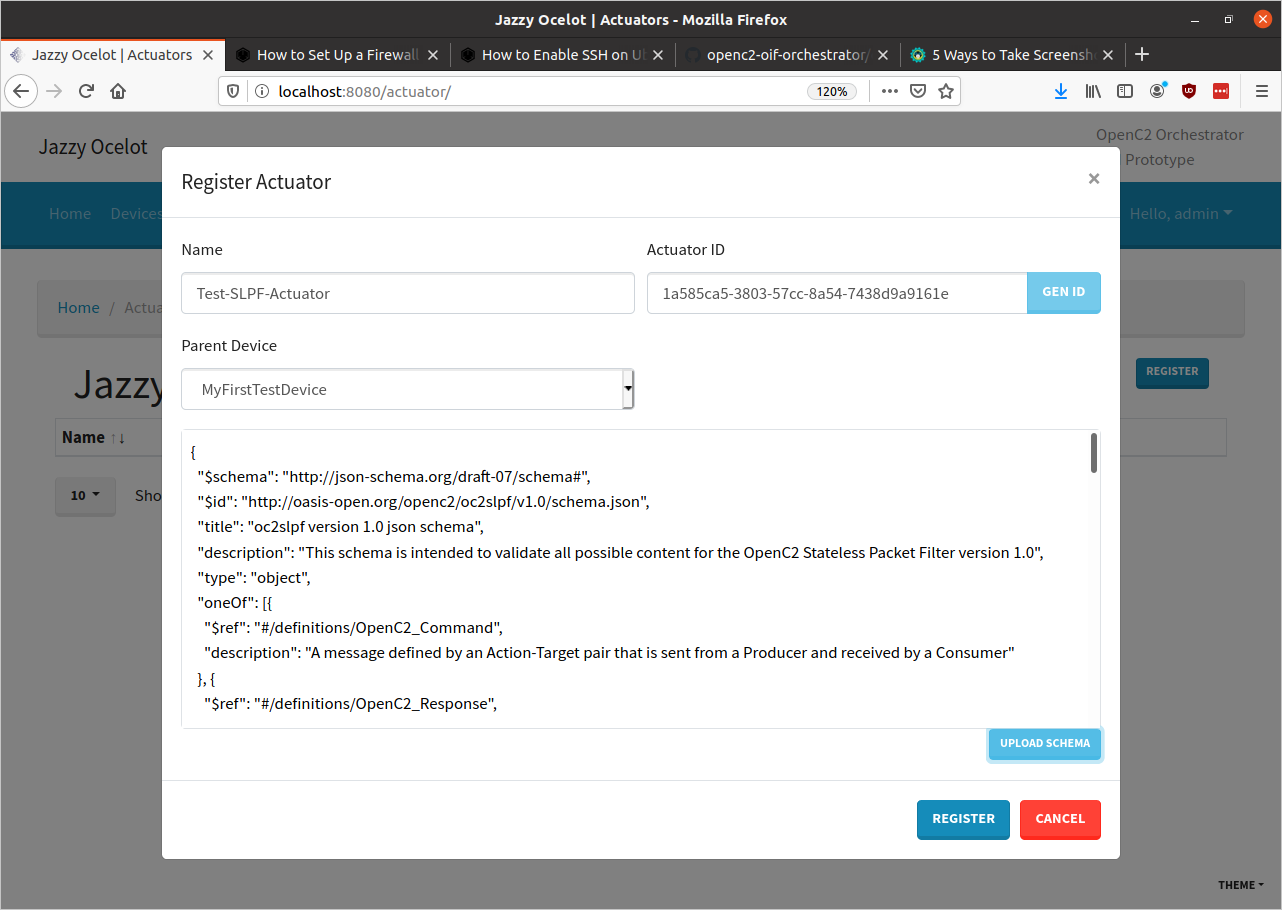 Jazzy Ocelot | Actuators - Mozilla Firefox
Jazzy Ocelot | Actuators
How to Set Up a Firewall
How to Enable SSH on U
openc2-oif-orchestrator/
5 Ways to Take Screensh
localhost:8080/actuator/
120%
Jazzy Ocelot
OpenC2 Orchestrator
Prototype
Home
Devices
Hello, admin
Home / Actua
Jazzy
REGISTER
Name ↑↓
10
Sho
Register Actuator
×
Name
Actuator ID
Test-SLPF-Actuator
1a585ca5-3803-57cc-8a54-7438d9a9161e
GEN ID
Parent Device
MyFirstTestDevice
{
"$schema": "http://json-schema.org/draft-07/schema#",
"$id": "http://oasis-open.org/openc2/oc2slpf/v1.0/schema.json",
"title": "oc2slpf version 1.0 json schema",
"description": "This schema is intended to validate all possible content for the OpenC2 Stateless Packet Filter version 1.0",
"type": "object",
"oneOf": [{
"$ref": "#/definitions/OpenC2_Command",
"description": "A message defined by an Action-Target pair that is sent from a Producer and received by a Consumer"
}, {
"$ref": "#/definitions/OpenC2_Response",
UPLOAD SCHEMA
REGISTER
CANCEL
THEME